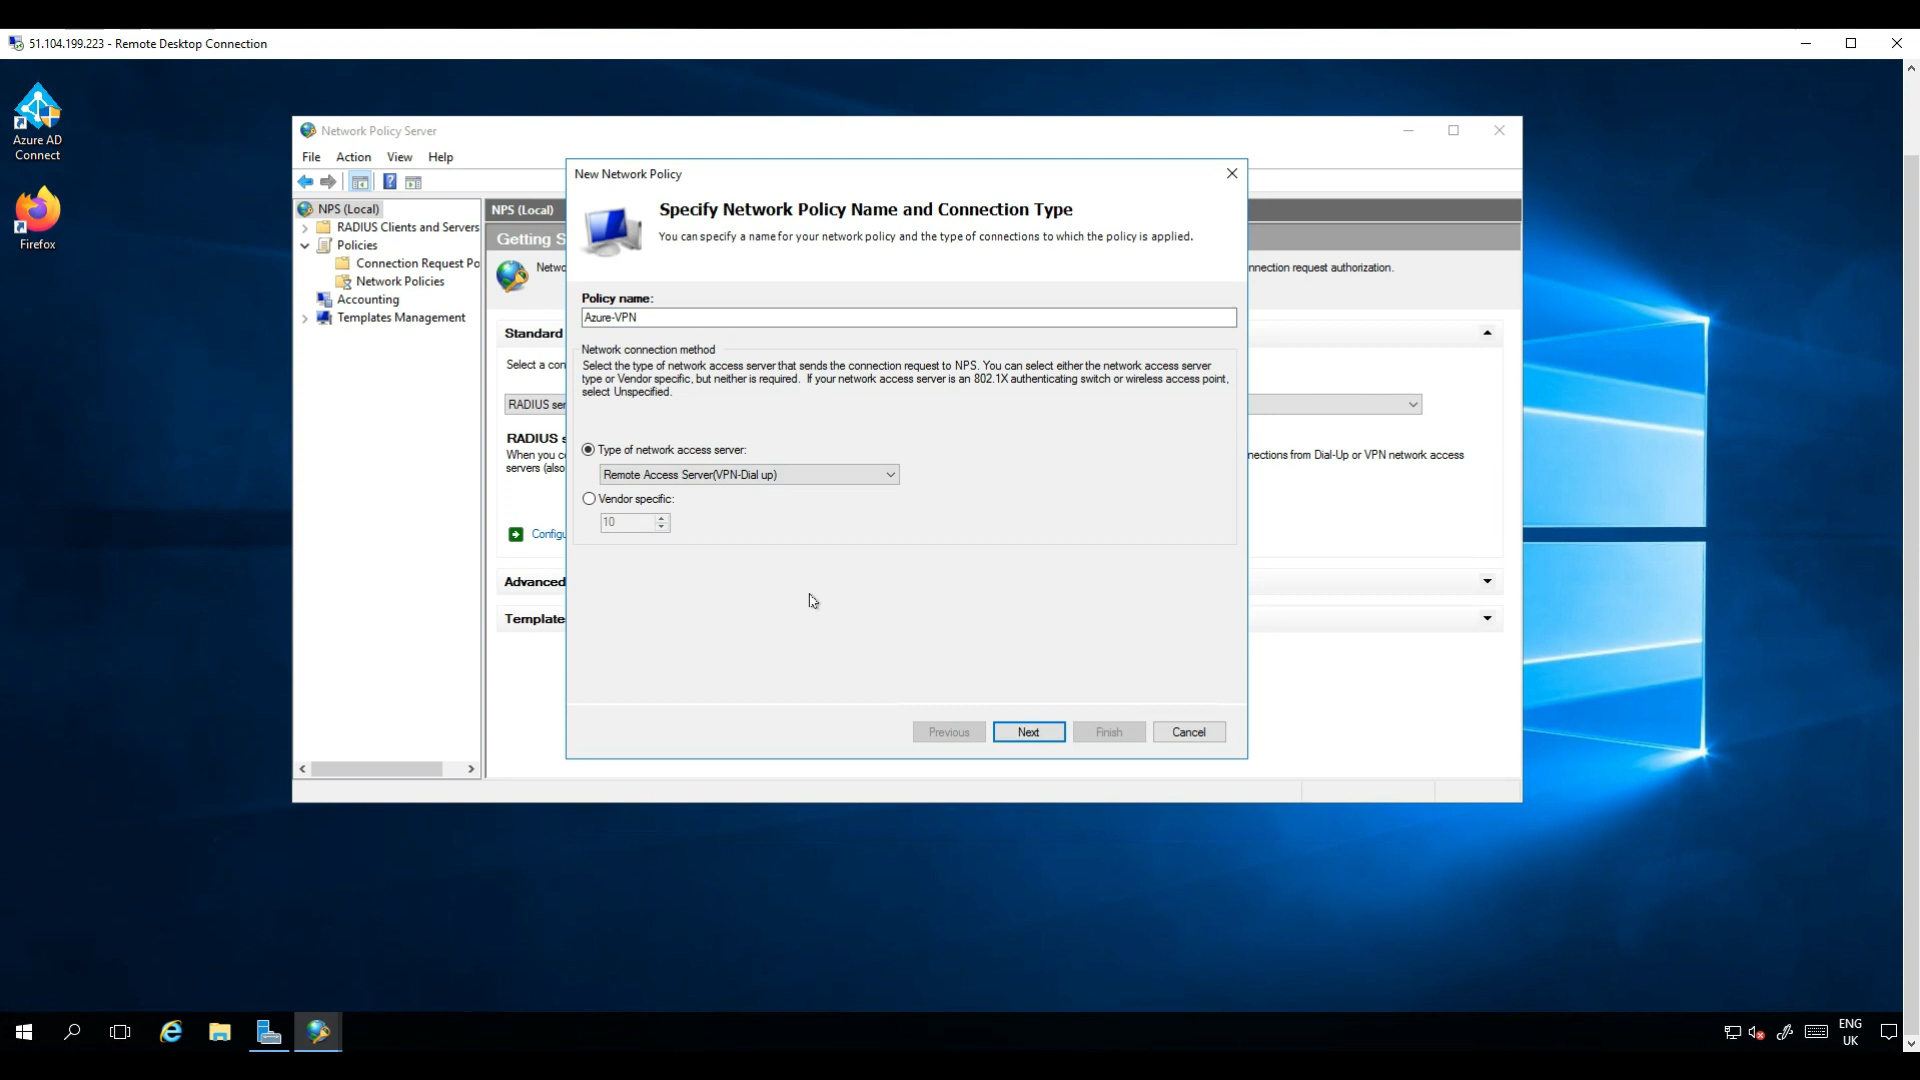 51.104.199.223 - Remote Desktop Connection
Azure AD
Connect
Firefox
Network Policy Server
File Action View Help
NPS (Local)
RADIUS Clients and Servers
Policies
Connection Request Po
Network Policies
Accounting
Templates Management
NPS (Local)
Getting S
Netwo
nnection request authorization.
Standard
Select a con
RADIUS ser
RADIUS s
When you c
nnections from Dial-Up or VPN network access
servers (also
Configu
Advanced
Template
New Network Policy
Specify Network Policy Name and Connection Type
You can specify a name for your network policy and the type of connections to which the policy is applied.
Policy name:
Azure-VPN
Network connection method
Select the type of network access server that sends the connection request to NPS. You can select either the network access server
type or Vendor specific, but neither is required. If your network access server is an 802.1X authenticating switch or wireless access point,
select Unspecified.
Type of network access server:
Remote Access Server(VPN-Dial up)
Vendor specific:
10
Previous Next Finish Cancel
ENG
UK